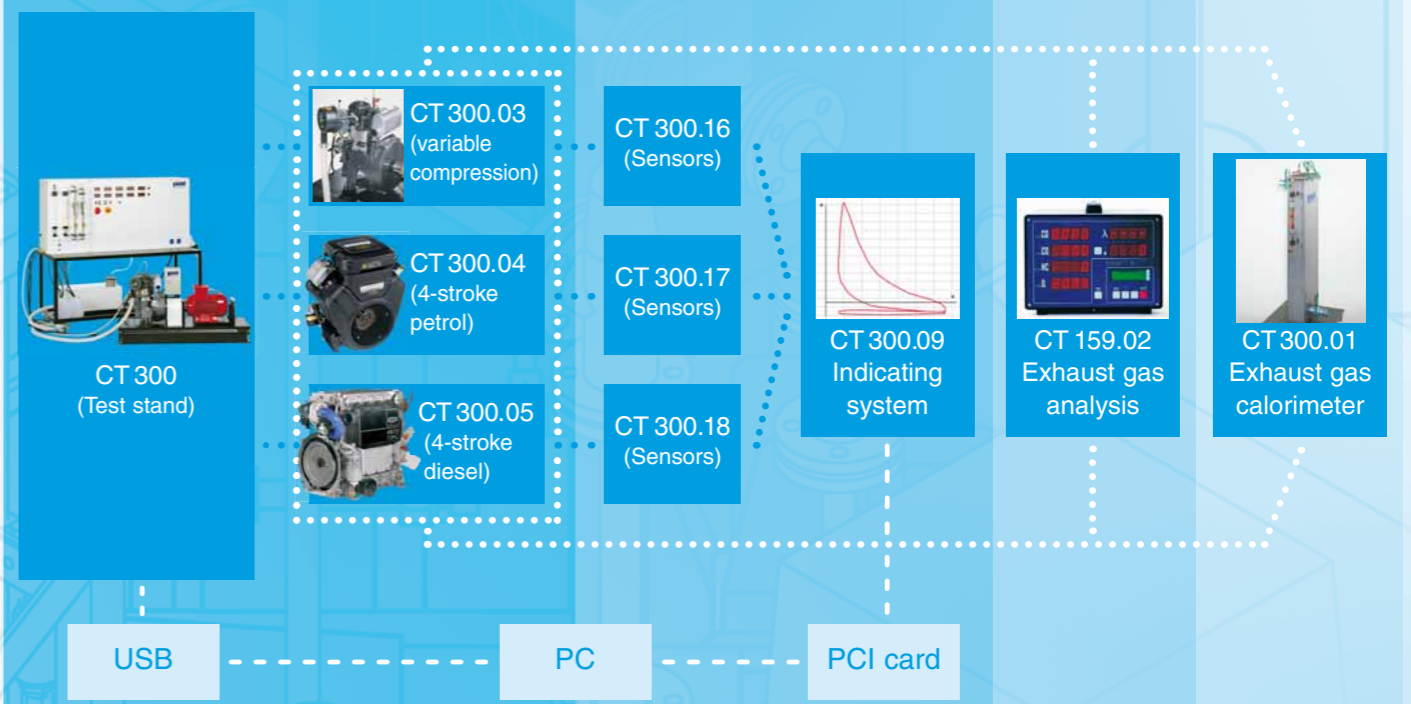 CT 300
(Test stand)
CT 300.03
(variable
compression)
CT 300.04
(4-stroke
petrol)
CT 300.05
(4-stroke
diesel)
CT 300.16
(Sensors)
CT 300.17
(Sensors)
CT 300.18
(Sensors)
CT 300.09
Indicating
system
CT 159.02
Exhaust gas
analysis
CT 300.01
Exhaust gas
calorimeter
USB
PC
PCI card